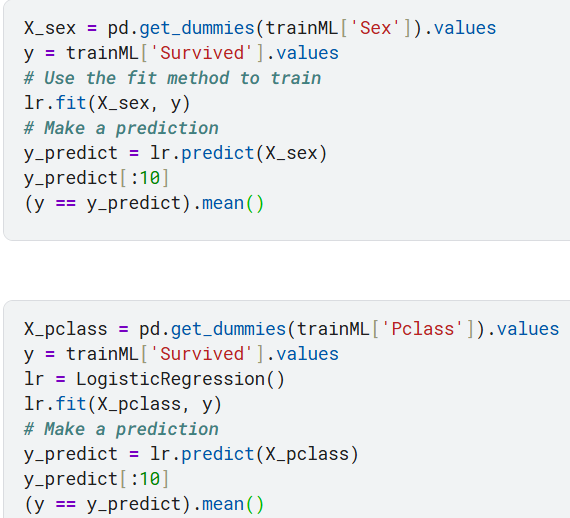 X_sex = pd.get_dummies(trainML['Sex']).values
y = trainML['Survived'].values
# Use the fit method to train
lr.fit(X_sex, y)
# Make a prediction
y_predict = lr.predict(X_sex)
y_predict[:10]
(y == y_predict).mean()
X_pclass = pd.get_dummies(trainML['Pclass']).values
y = trainML['Survived'].values
lr = LogisticRegression()
lr.fit(X_pclass, y)
# Make a prediction
y_predict = lr.predict(X_pclass)
y_predict[:10]
(y == y_predict).mean()